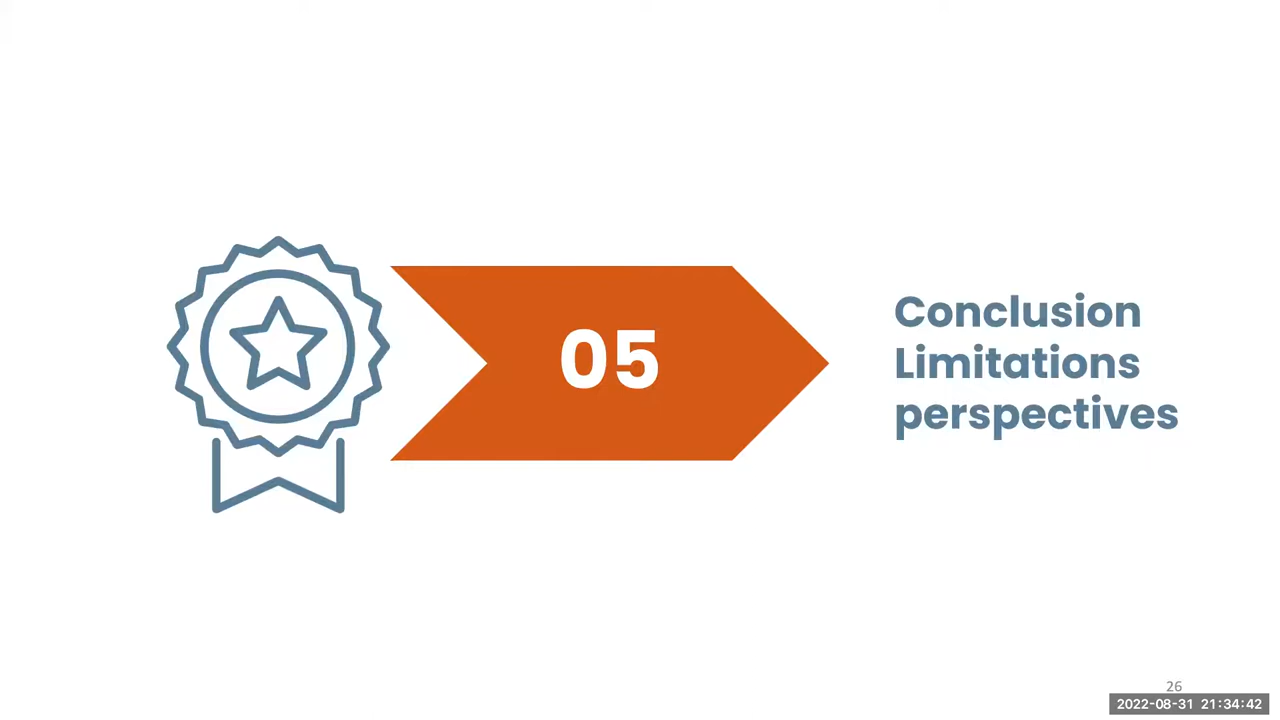 05
Conclusion
Limitations
perspectives
26
2022-08-31 21:34:42